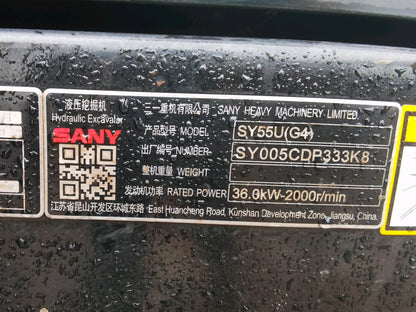 液压挖掘机 三一重机有限公司 SANY HEAVY MACHINERY LIMITED
Hydraulic Excavator
SANY
产品型号 MODEL SY55U(G4)
出厂编号 NUMBER SY005CDP333K8
整机重量 WEIGHT
发动机功率 RATED POWER 36.0kW-2000r/min
江苏省昆山开发区环城东路 East Huancheng Road, Kunshan Development Zone, Jiangsu, China.